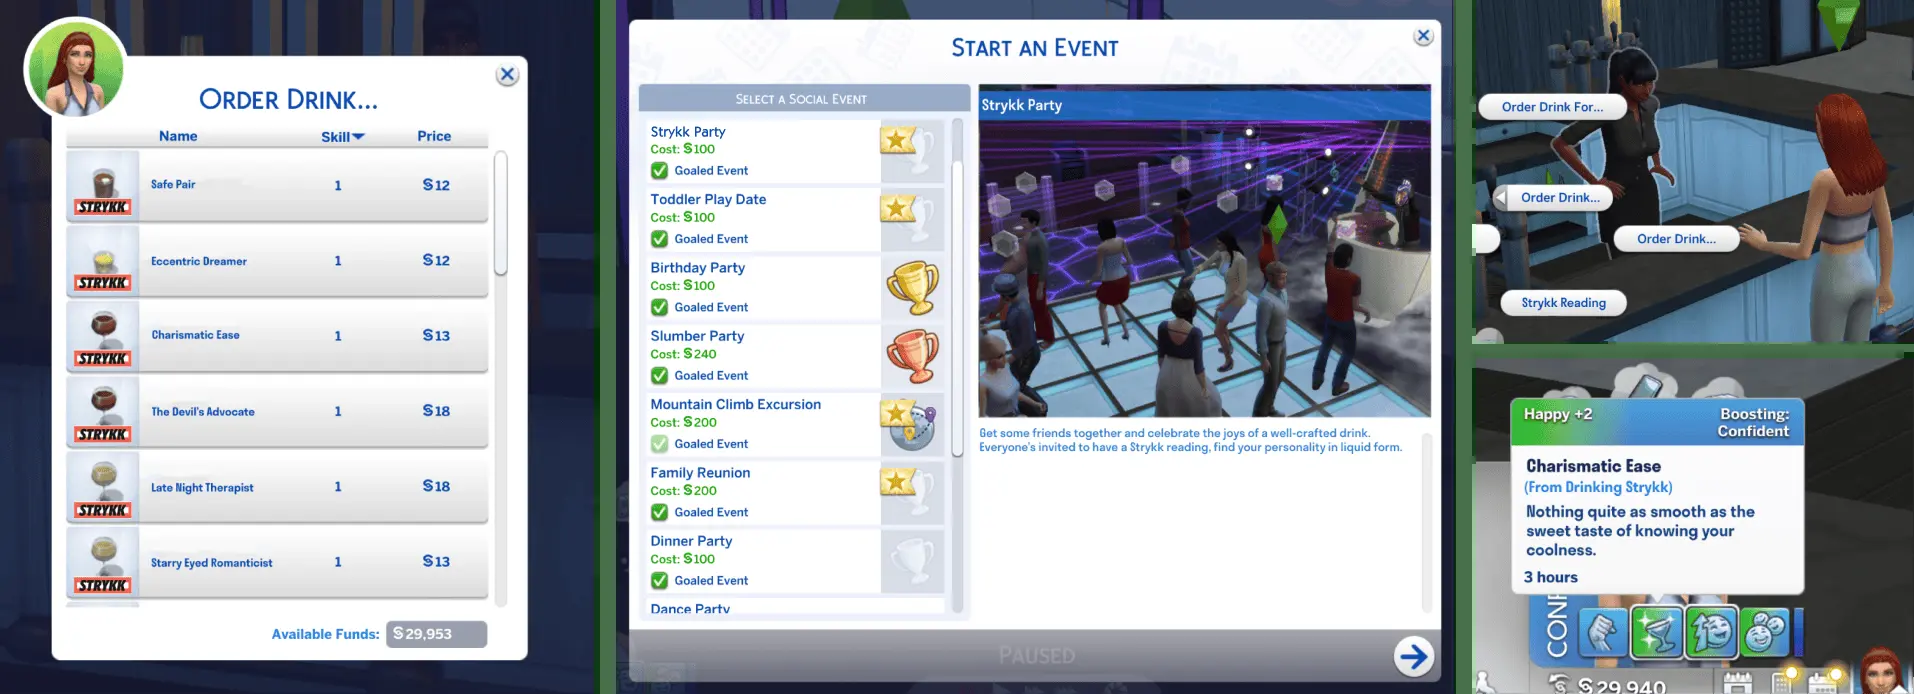 ORDER DRINK...
Name Skill Price
STRYKK Safe Pair 1 §12
STRYKK Eccentric Dreamer 1 §12
STRYKK Charismatic Ease 1 §13
STRYKK The Devil's Advocate 1 §18
STRYKK Late Night Therapist 1 §18
STRYKK Starry Eyed Romanticist 1 §13
Available Funds: §29,953
START AN EVENT
SELECT A SOCIAL EVENT
Strykk Party
Cost: §100
Goaled Event
Toddler Play Date
Cost: §100
Goaled Event
Birthday Party
Cost: §100
Goaled Event
Slumber Party
Cost: §240
Goaled Event
Mountain Climb Excursion
Cost: §200
Goaled Event
Family Reunion
Cost: §200
Goaled Event
Dinner Party
Cost: §100
Goaled Event
Dance Party
Strykk Party
Get some friends together and celebrate the joys of a well-crafted drink.
Everyone's invited to have a Strykk reading, find your personality in liquid form.
PAUSED
Order Drink For...
Order Drink...
Order Drink...
Strykk Reading
Happy +2
Boosting:
Confident
Charismatic Ease
(From Drinking Strykk)
Nothing quite as smooth as the
sweet taste of knowing your
coolness.
3 hours
CONF
§29,940